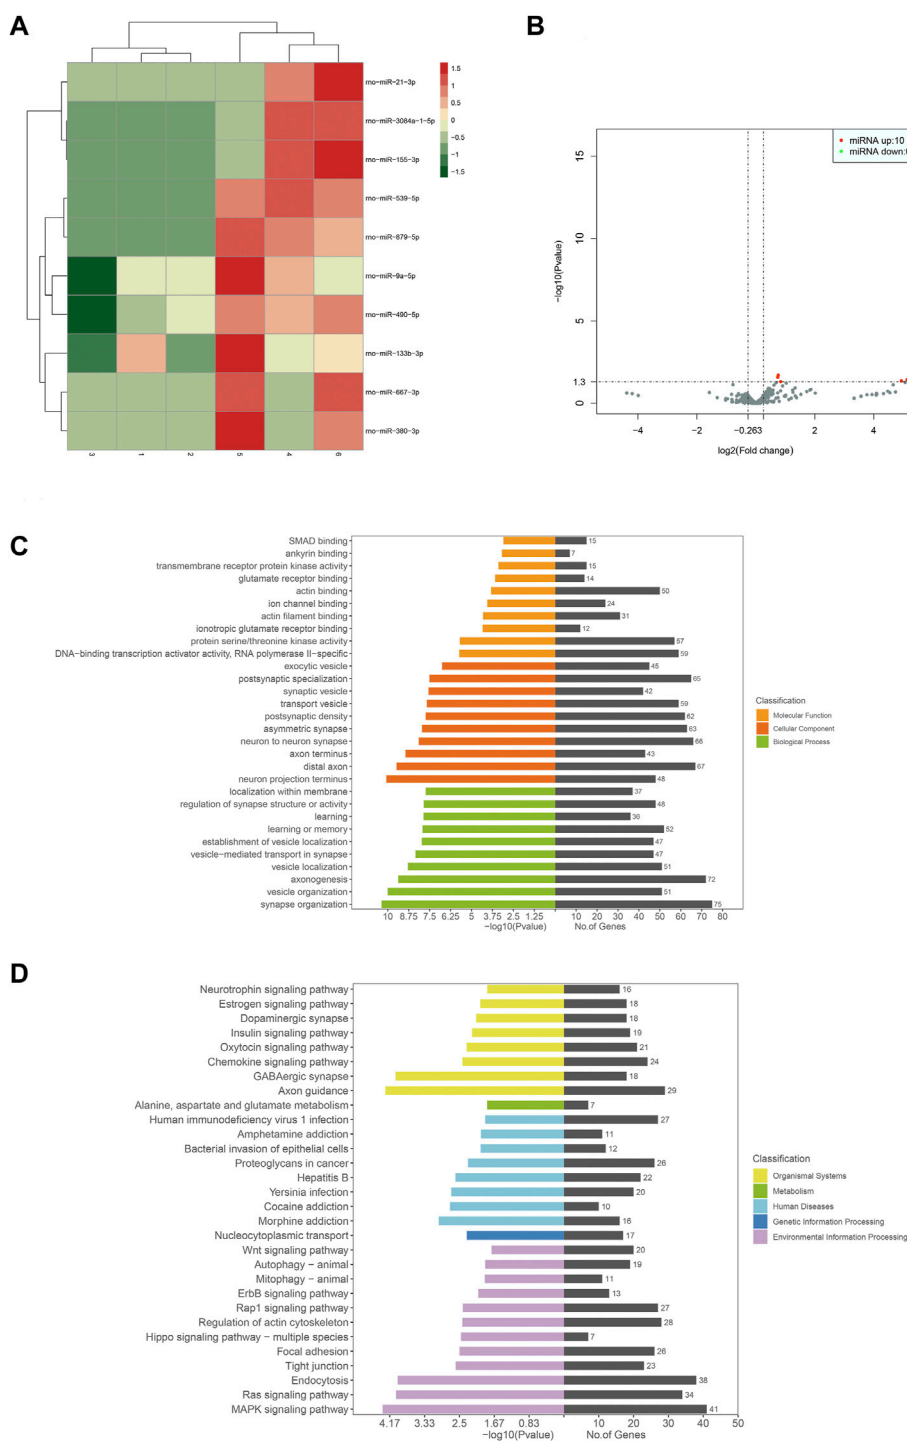 A
B
rno-miR-21-3p
rno-miR-3084a-1-5p
rno-miR-155-3p
rno-miR-539-5p
rno-miR-879-5p
rno-miR-9a-5p
rno-miR-490-5p
rno-miR-133b-3p
rno-miR-667-3p
rno-miR-380-3p
1.5
1
0.5
0
−0.5
−1
−1.5
3 1 2 5 4 6
miRNA up:10
miRNA down:
−log10(Pvalue)
15
10
5
1.3
0
−4 −2 −0.263 2 4
log2(Fold change)
C
SMAD binding 15
ankyrin binding 7
transmembrane receptor protein kinase activity 15
glutamate receptor binding 14
actin binding 50
ion channel binding 24
actin filament binding 31
ionotropic glutamate receptor binding 12
protein serine/threonine kinase activity 57
DNA-binding transcription activator activity, RNA polymerase II-specific 59
exocytic vesicle 45
postsynaptic specialization 65
synaptic vesicle 42
transport vesicle 59
postsynaptic density 62
asymmetric synapse 63
neuron to neuron synapse 66
axon terminus 43
distal axon 67
neuron projection terminus 48
localization within membrane 37
regulation of synapse structure or activity 48
learning 36
learning or memory 52
establishment of vesicle localization 47
vesicle-mediated transport in synapse 47
vesicle localization 51
axonogenesis 72
vesicle organization 51
synapse organization 75
10 8.75 7.5 6.25 5 3.75 2.5 1.25 10 20 30 40 50 60 70 80
−log10(Pvalue) No.of Genes
Classification
Molecular Function
Cellular Component
Biological Process
D
Neurotrophin signaling pathway 16
Estrogen signaling pathway 18
Dopaminergic synapse 18
Insulin signaling pathway 19
Oxytocin signaling pathway 21
Chemokine signaling pathway 24
GABAergic synapse 18
Axon guidance 29
Alanine, aspartate and glutamate metabolism 7
Human immunodeficiency virus 1 infection 27
Amphetamine addiction 11
Bacterial invasion of epithelial cells 12
Proteoglycans in cancer 26
Hepatitis B 22
Yersinia infection 20
Cocaine addiction 10
Morphine addiction 16
Nucleocytoplasmic transport 17
Wnt signaling pathway 20
Autophagy − animal 19
Mitophagy − animal 11
ErbB signaling pathway 13
Rap1 signaling pathway 27
Regulation of actin cytoskeleton 28
Hippo signaling pathway − multiple species 7
Focal adhesion 26
Tight junction 23
Endocytosis 38
Ras signaling pathway 34
MAPK signaling pathway 41
4.17 3.33 2.5 1.67 0.83 10 20 30 40 50
−log10(Pvalue) No.of Genes
Classification
Organismal Systems
Metabolism
Human Diseases
Genetic Information Processing
Environmental Information Processing